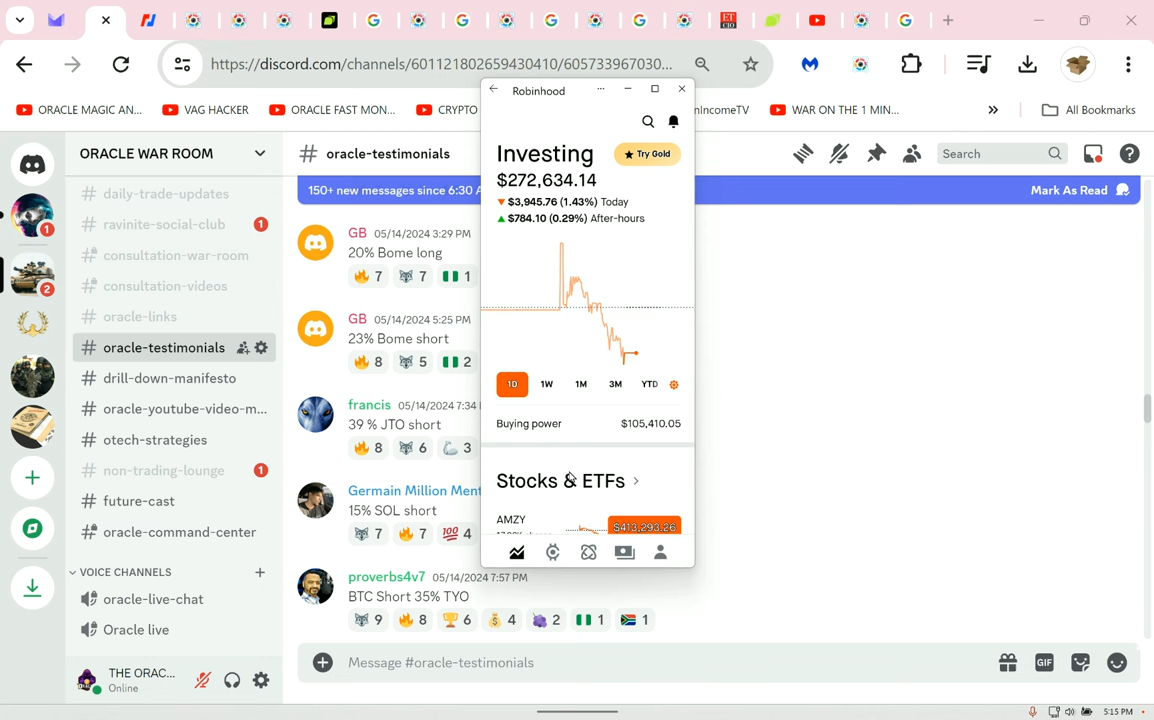 ET
CIO
https://discord.com/channels/601121802659430410/605733967030...
ORACLE MAGIC AN...
VAG HACKER
ORACLE FAST MON...
CRYPTO
nIncomeTV
WAR ON THE 1 MIN...
»
All Bookmarks
ORACLE WAR ROOM
# daily-trade-updates
# ravinite-social-club 1
# consultation-war-room
# consultation-videos
# oracle-links
# oracle-testimonials
# drill-down-manifesto
# oracle-youtube-video-m...
# otech-strategies
# non-trading-lounge 1
# future-cast
# oracle-command-center
VOICE CHANNELS
oracle-live-chat
Oracle live
THE ORAC...
Online
1
2
# oracle-testimonials
Search
150+ new messages since 6:30 A
Mark As Read
GB 05/14/2024 3:29 PM
20% Bome long
7 7 1
GB 05/14/2024 5:25 PM
23% Bome short
8 5 2
francis 05/14/2024 7:34
39 % JTO short
8 6 3
Germain Million Ment
15% SOL short
7 7 100 4
proverbs4v7 05/14/2024 7:57 PM
BTC Short 35% TYO
9 8 6 4 2 1 1
Message #oracle-testimonials
GIF
Robinhood
Investing
Try Gold
$272,634.14
▼ $3,945.76 (1.43%) Today
▲ $784.10 (0.29%) After-hours
1D 1W 1M 3M YTD
Buying power $105,410.05
Stocks & ETFs
AMZY
$413,293.26
5:15 PM